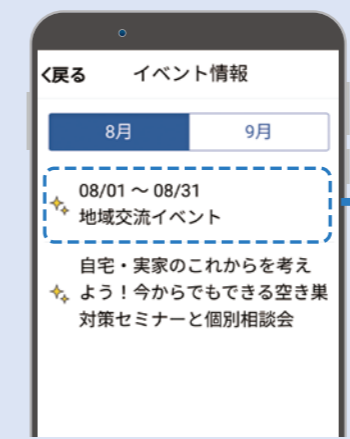 <戻る イベント情報
8月 9月
08/01 ～ 08/31
地域交流イベント
自宅・実家のこれからを考え
よう！今からでもできる空き巣
対策セミナーと個別相談会